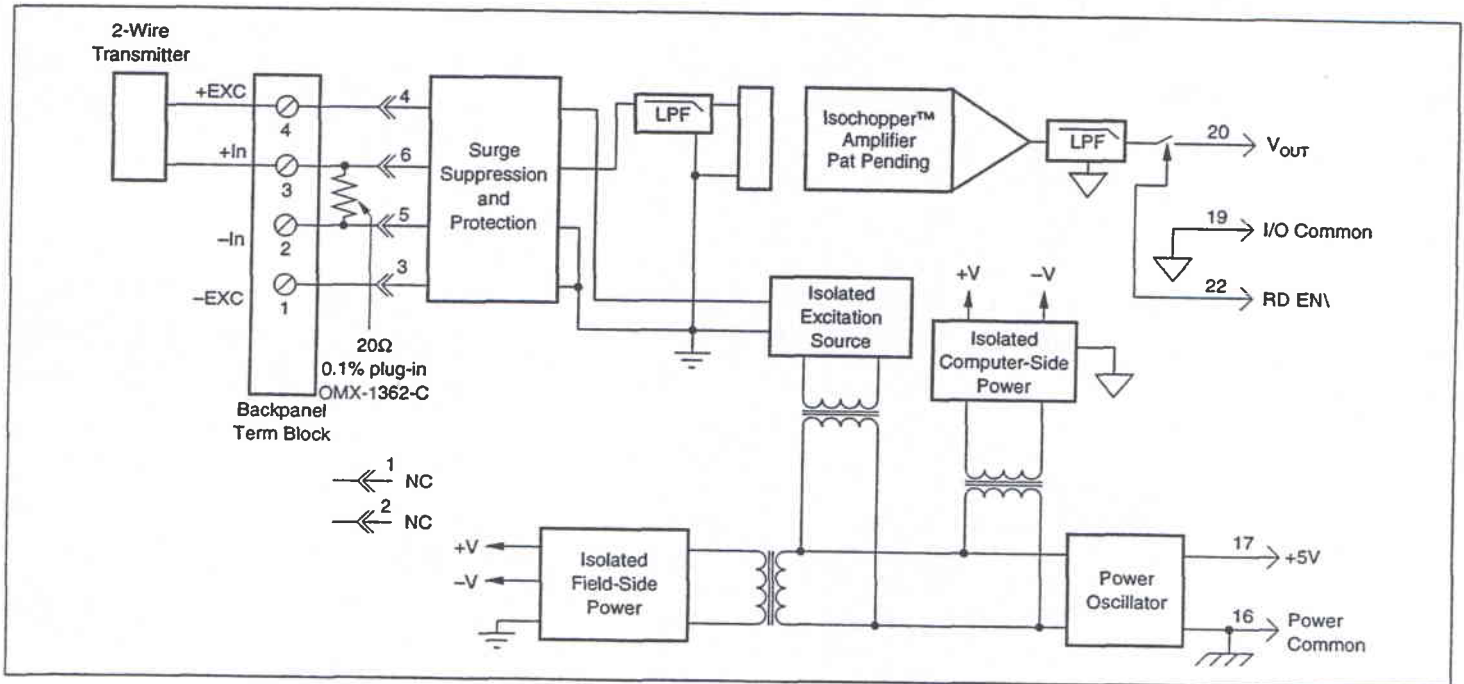 2-Wire
Transmitter
+EXC
4
+In
3
–In
2
–EXC
1
4
6
5
3
20Ω
0.1% plug-in
OMX-1362-C
Backpanel
Term Block
1
NC
2
NC
Surge
Suppression
and
Protection
LPF
Isochopper™
Amplifier
Pat Pending
LPF
20
VOUT
19
I/O Common
22
RD EN\
Isolated
Excitation
Source
+V
–V
Isolated
Computer-Side
Power
+V
–V
Isolated
Field-Side
Power
Power
Oscillator
17
+5V
16
Power
Common